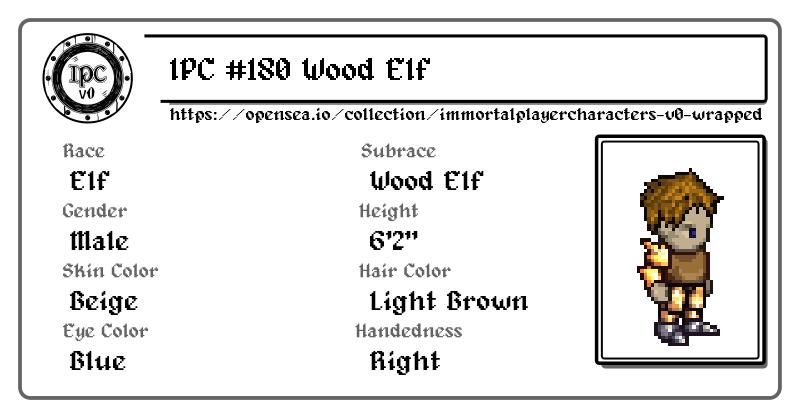 IPC
v0
IPC #180 Wood Elf
https://opensea.io/collection/immortalplayercharacters-v0-wrapped
Race
Elf
Subrace
Wood Elf
Gender
Male
Height
6'2"
Skin Color
Beige
Hair Color
Light Brown
Eye Color
Blue
Handedness
Right